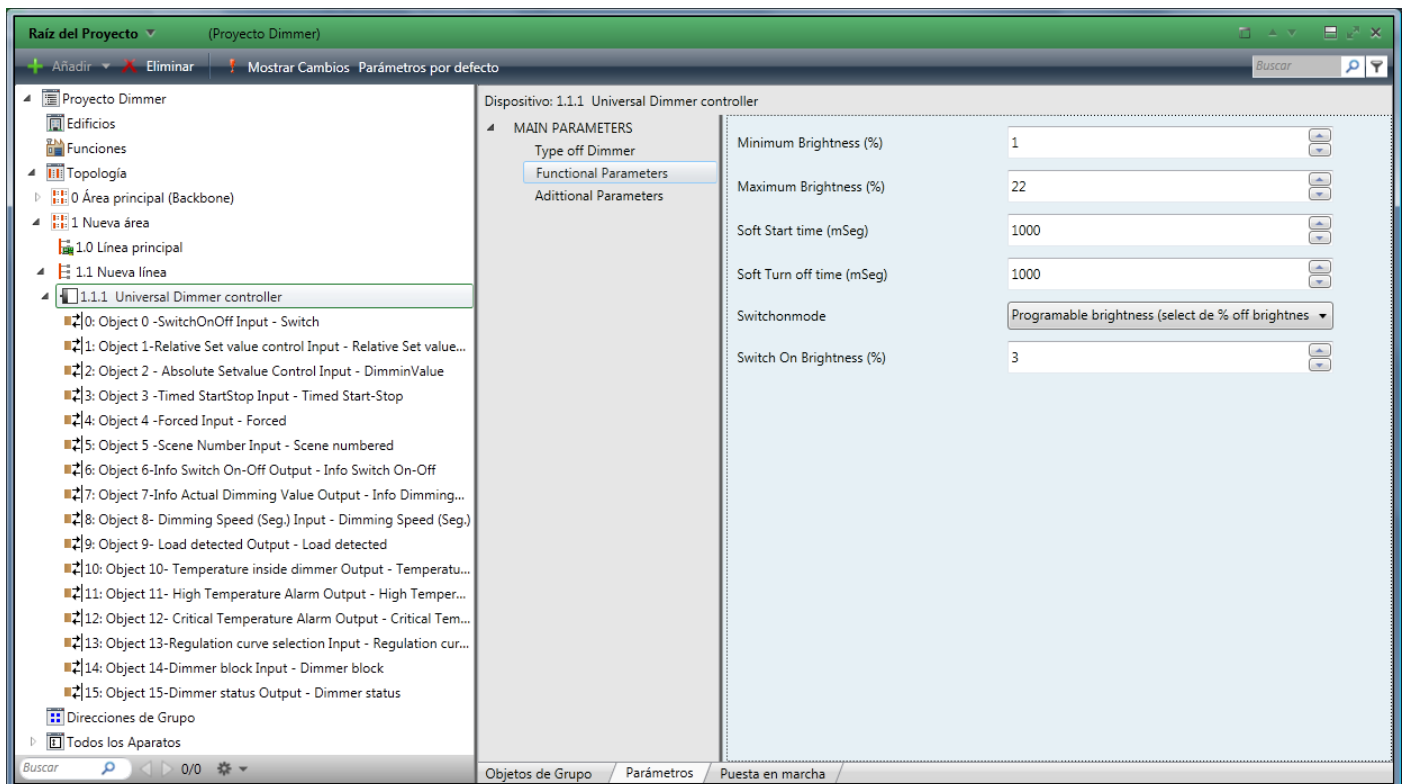 Raíz del Proyecto (Proyecto Dimmer)
Añadir Eliminar Mostrar Cambios Parámetros por defecto Buscar
Proyecto Dimmer
Edificios
Funciones
Topología
0 Área principal (Backbone)
1 Nueva área
1.0 Línea principal
1.1 Nueva línea
1.1.1 Universal Dimmer controller
0: Object 0 -SwitchOnOff Input - Switch
1: Object 1-Relative Set value control Input - Relative Set value...
2: Object 2 - Absolute Setvalue Control Input - DimminValue
3: Object 3 -Timed StartStop Input - Timed Start-Stop
4: Object 4 -Forced Input - Forced
5: Object 5 -Scene Number Input - Scene numbered
6: Object 6-Info Switch On-Off Output - Info Switch On-Off
7: Object 7-Info Actual Dimming Value Output - Info Dimming...
8: Object 8- Dimming Speed (Seg.) Input - Dimming Speed (Seg.)
9: Object 9- Load detected Output - Load detected
10: Object 10- Temperature inside dimmer Output - Temperatu...
11: Object 11- High Temperature Alarm Output - High Temper...
12: Object 12- Critical Temperature Alarm Output - Critical Tem...
13: Object 13-Regulation curve selection Input - Regulation cur...
14: Object 14-Dimmer block Input - Dimmer block
15: Object 15-Dimmer status Output - Dimmer status
Direcciones de Grupo
Todos los Aparatos
Buscar 0/0
Dispositivo: 1.1.1 Universal Dimmer controller
MAIN PARAMETERS
Type off Dimmer
Functional Parameters
Adittional Parameters
Minimum Brightness (%) 1
Maximum Brightness (%) 22
Soft Start time (mSeg) 1000
Soft Turn off time (mSeg) 1000
Switchonmode Programable brightness (select de % off brightnes
Switch On Brightness (%) 3
Objetos de Grupo Parámetros Puesta en marcha